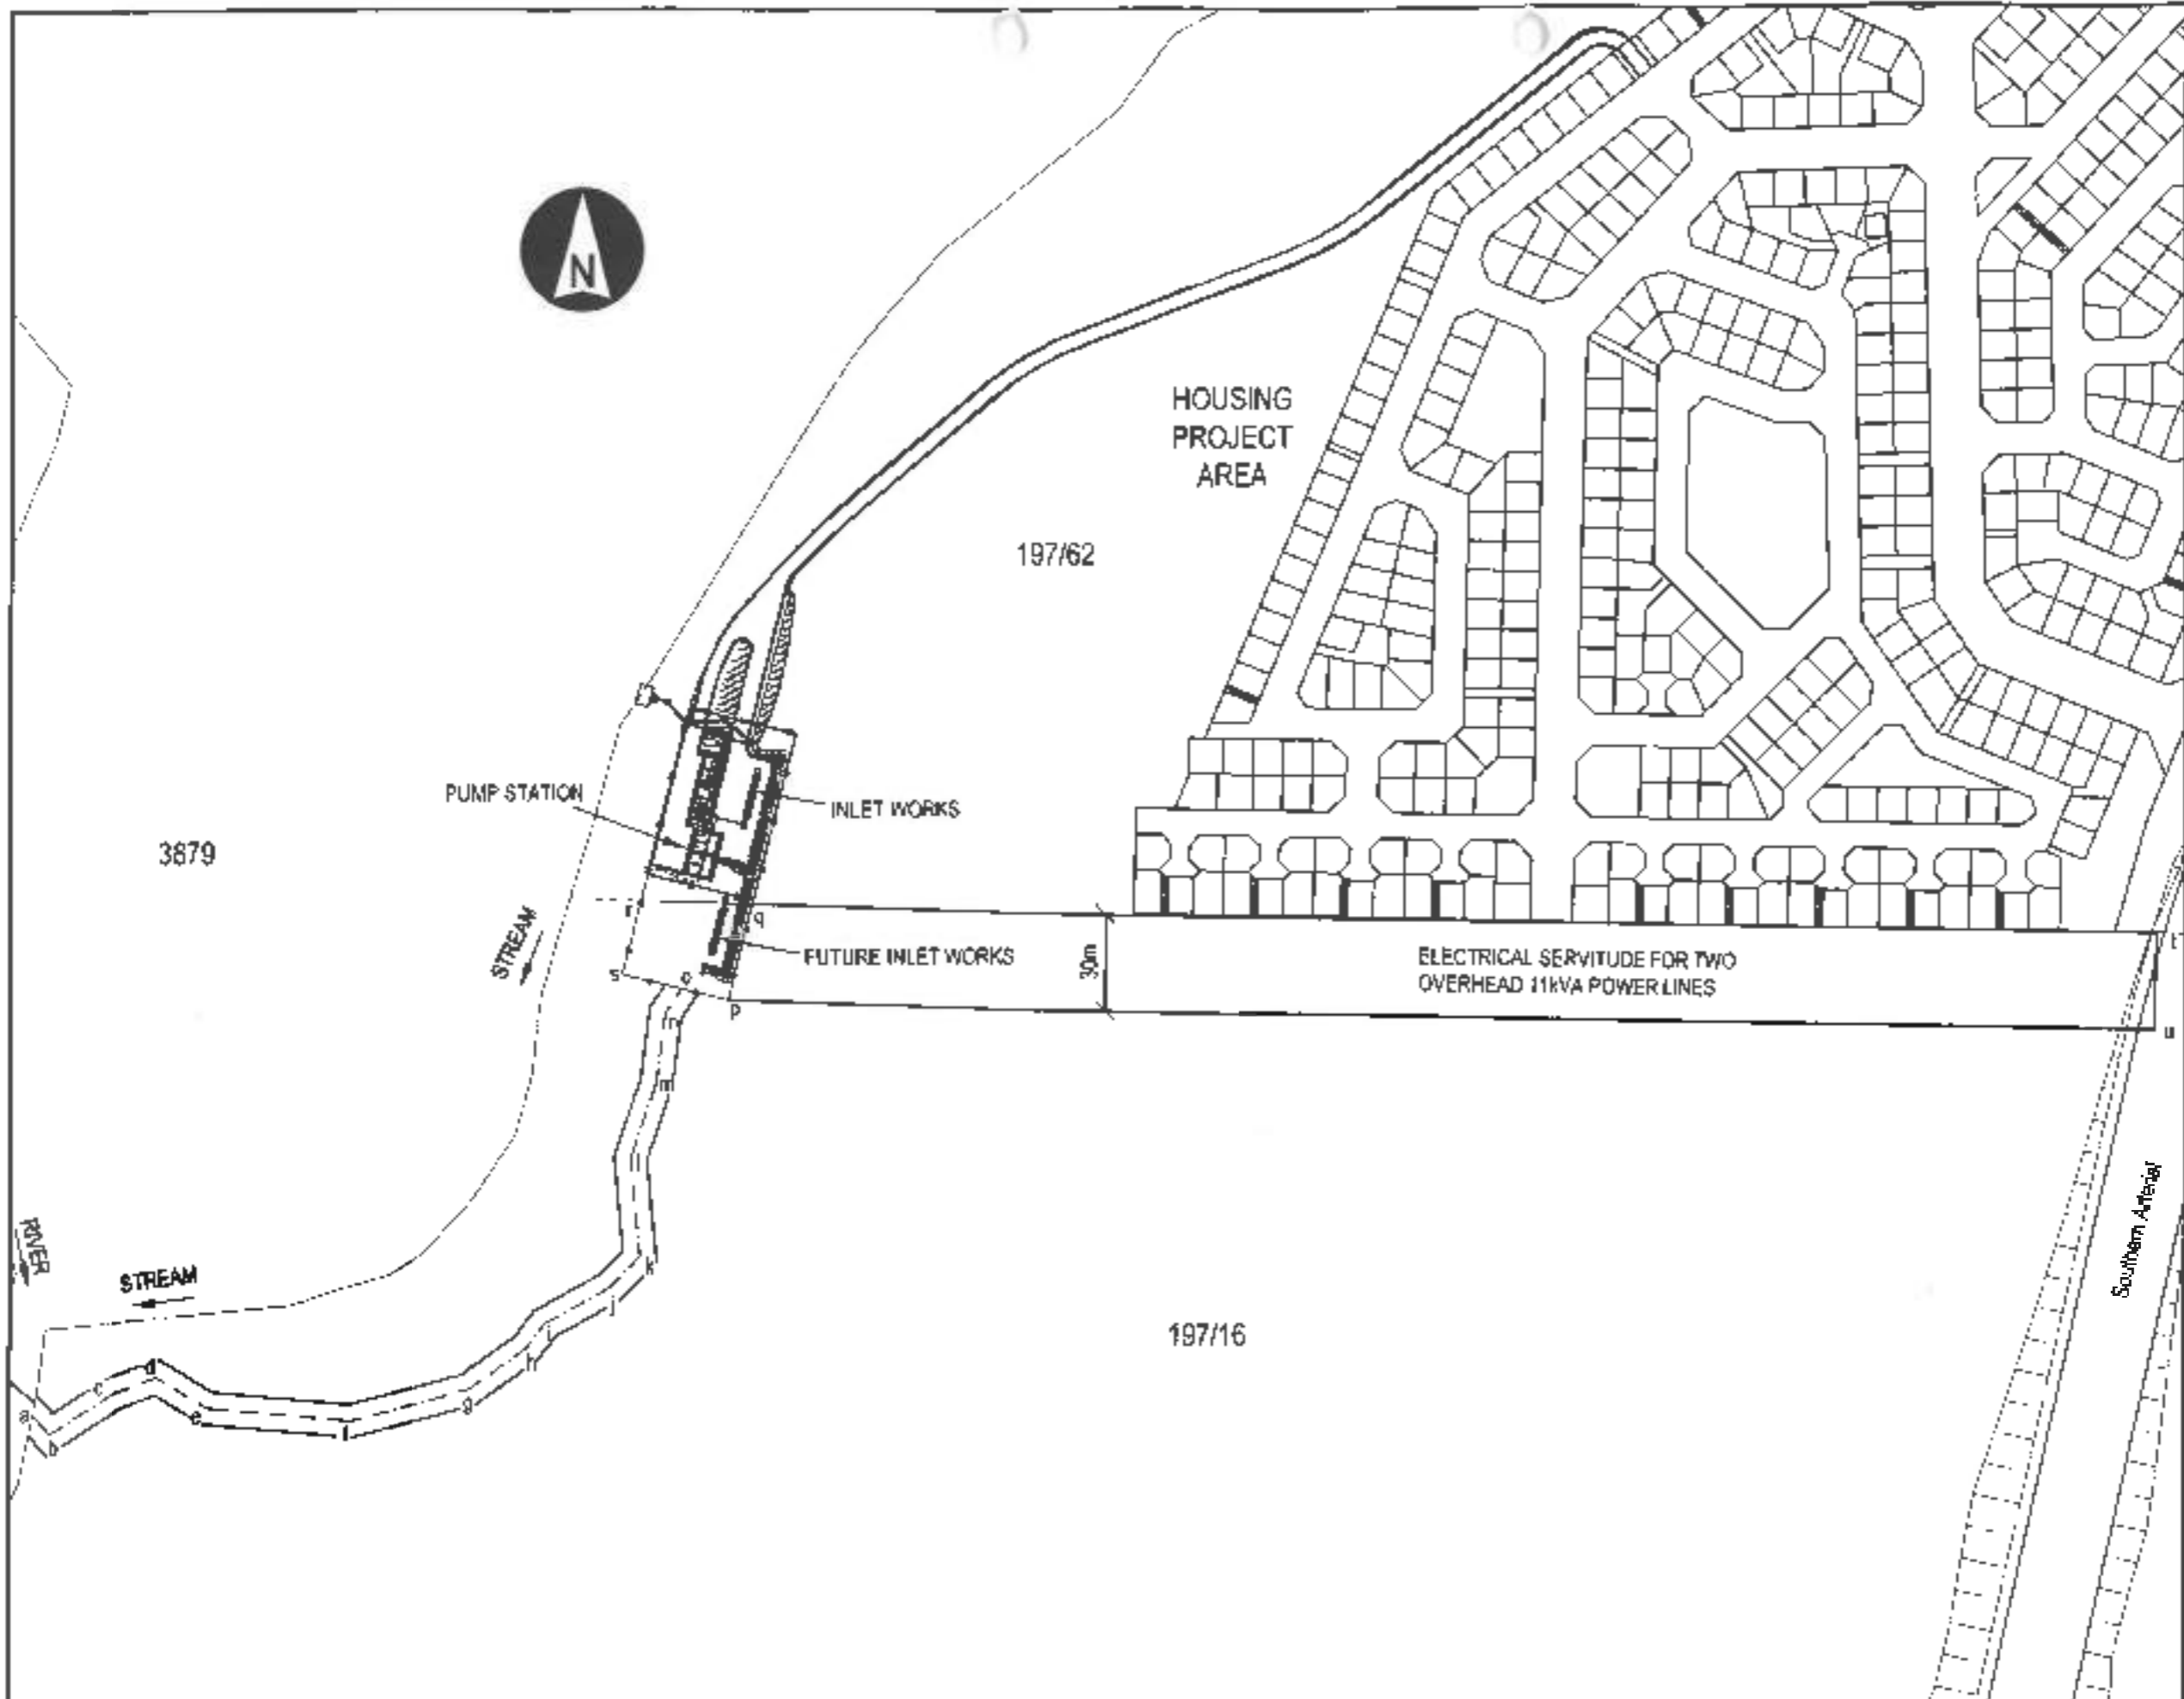 N
HOUSING
PROJECT
AREA
197/62
PUMP STATION
INLET WORKS
3879
STREAM
r
q
FUTURE INLET WORKS
30m
ELECTRICAL SERVITUDE FOR TWO
OVERHEAD 11kVA POWER LINES
t
s
o
p
u
n
m
l
Southern Arterial
RIVER
STREAM
k
j
i
h
197/16
d
c
g
a
e
f
b